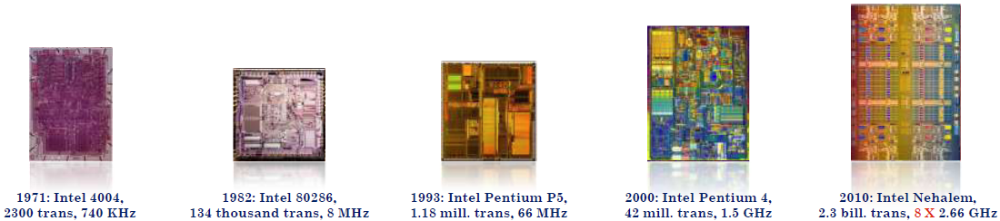 1971: Intel 4004,
2300 trans, 740 KHz
1982: Intel 80286,
134 thousand trans, 8 MHz
1993: Intel Pentium P5,
1.18 mill. trans, 66 MHz
2000: Intel Pentium 4,
42 mill. trans, 1.5 GHz
2010: Intel Nehalem,
2.3 bill. trans, 8 X 2.66 GHz